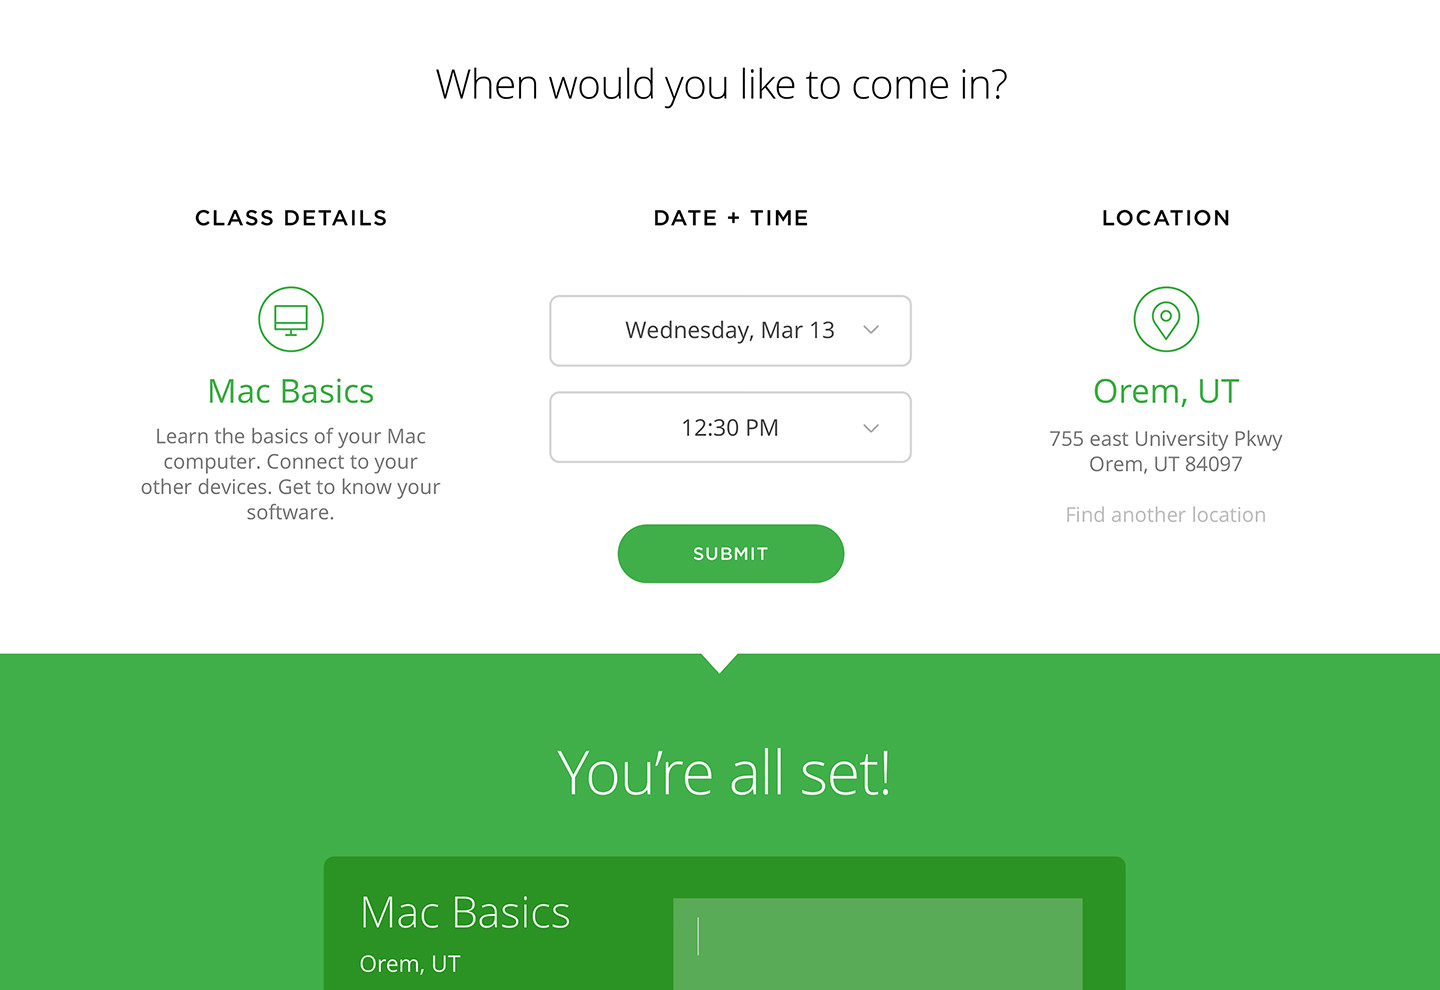 When would you like to come in?
CLASS DETAILS
Mac Basics
Learn the basics of your Mac
computer. Connect to your
other devices. Get to know your
software.
DATE + TIME
Wednesday, Mar 13
12:30 PM
SUBMIT
LOCATION
Orem, UT
755 east University Pkwy
Orem, UT 84097
Find another location
You’re all set!
Mac Basics
Orem, UT